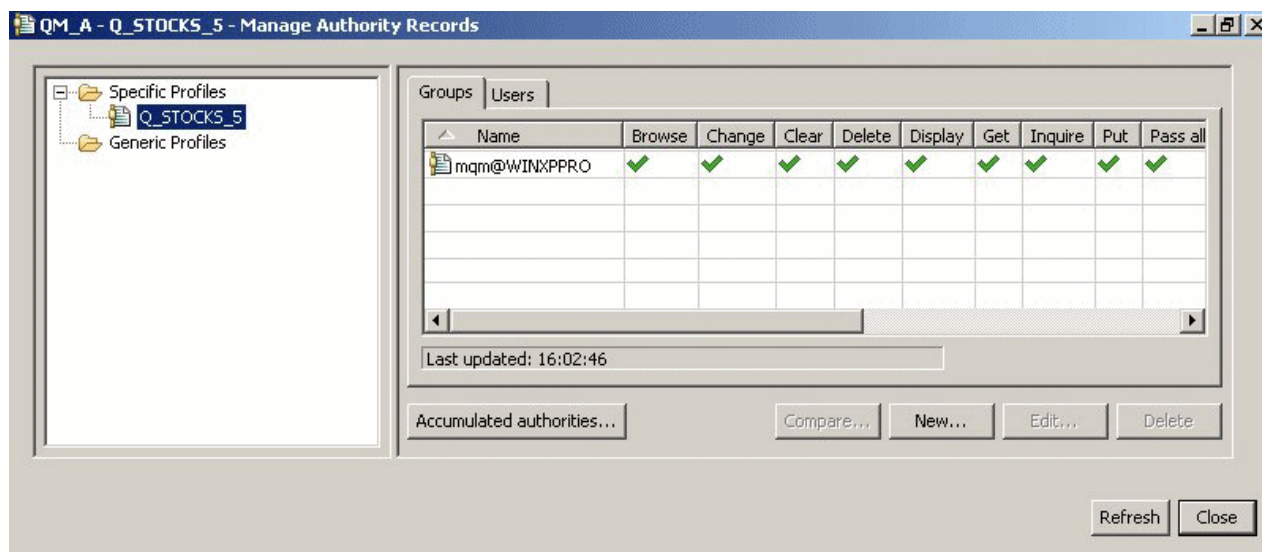 QM_A - Q_STOCKS_5 - Manage Authority Records
Specific Profiles
Q_STOCKS_5
Generic Profiles
Groups Users
Name Browse Change Clear Delete Display Get Inquire Put Pass all
mqm@WINXPPRO
Last updated: 16:02:46
Accumulated authorities... Compare... New... Edit... Delete
Refresh Close